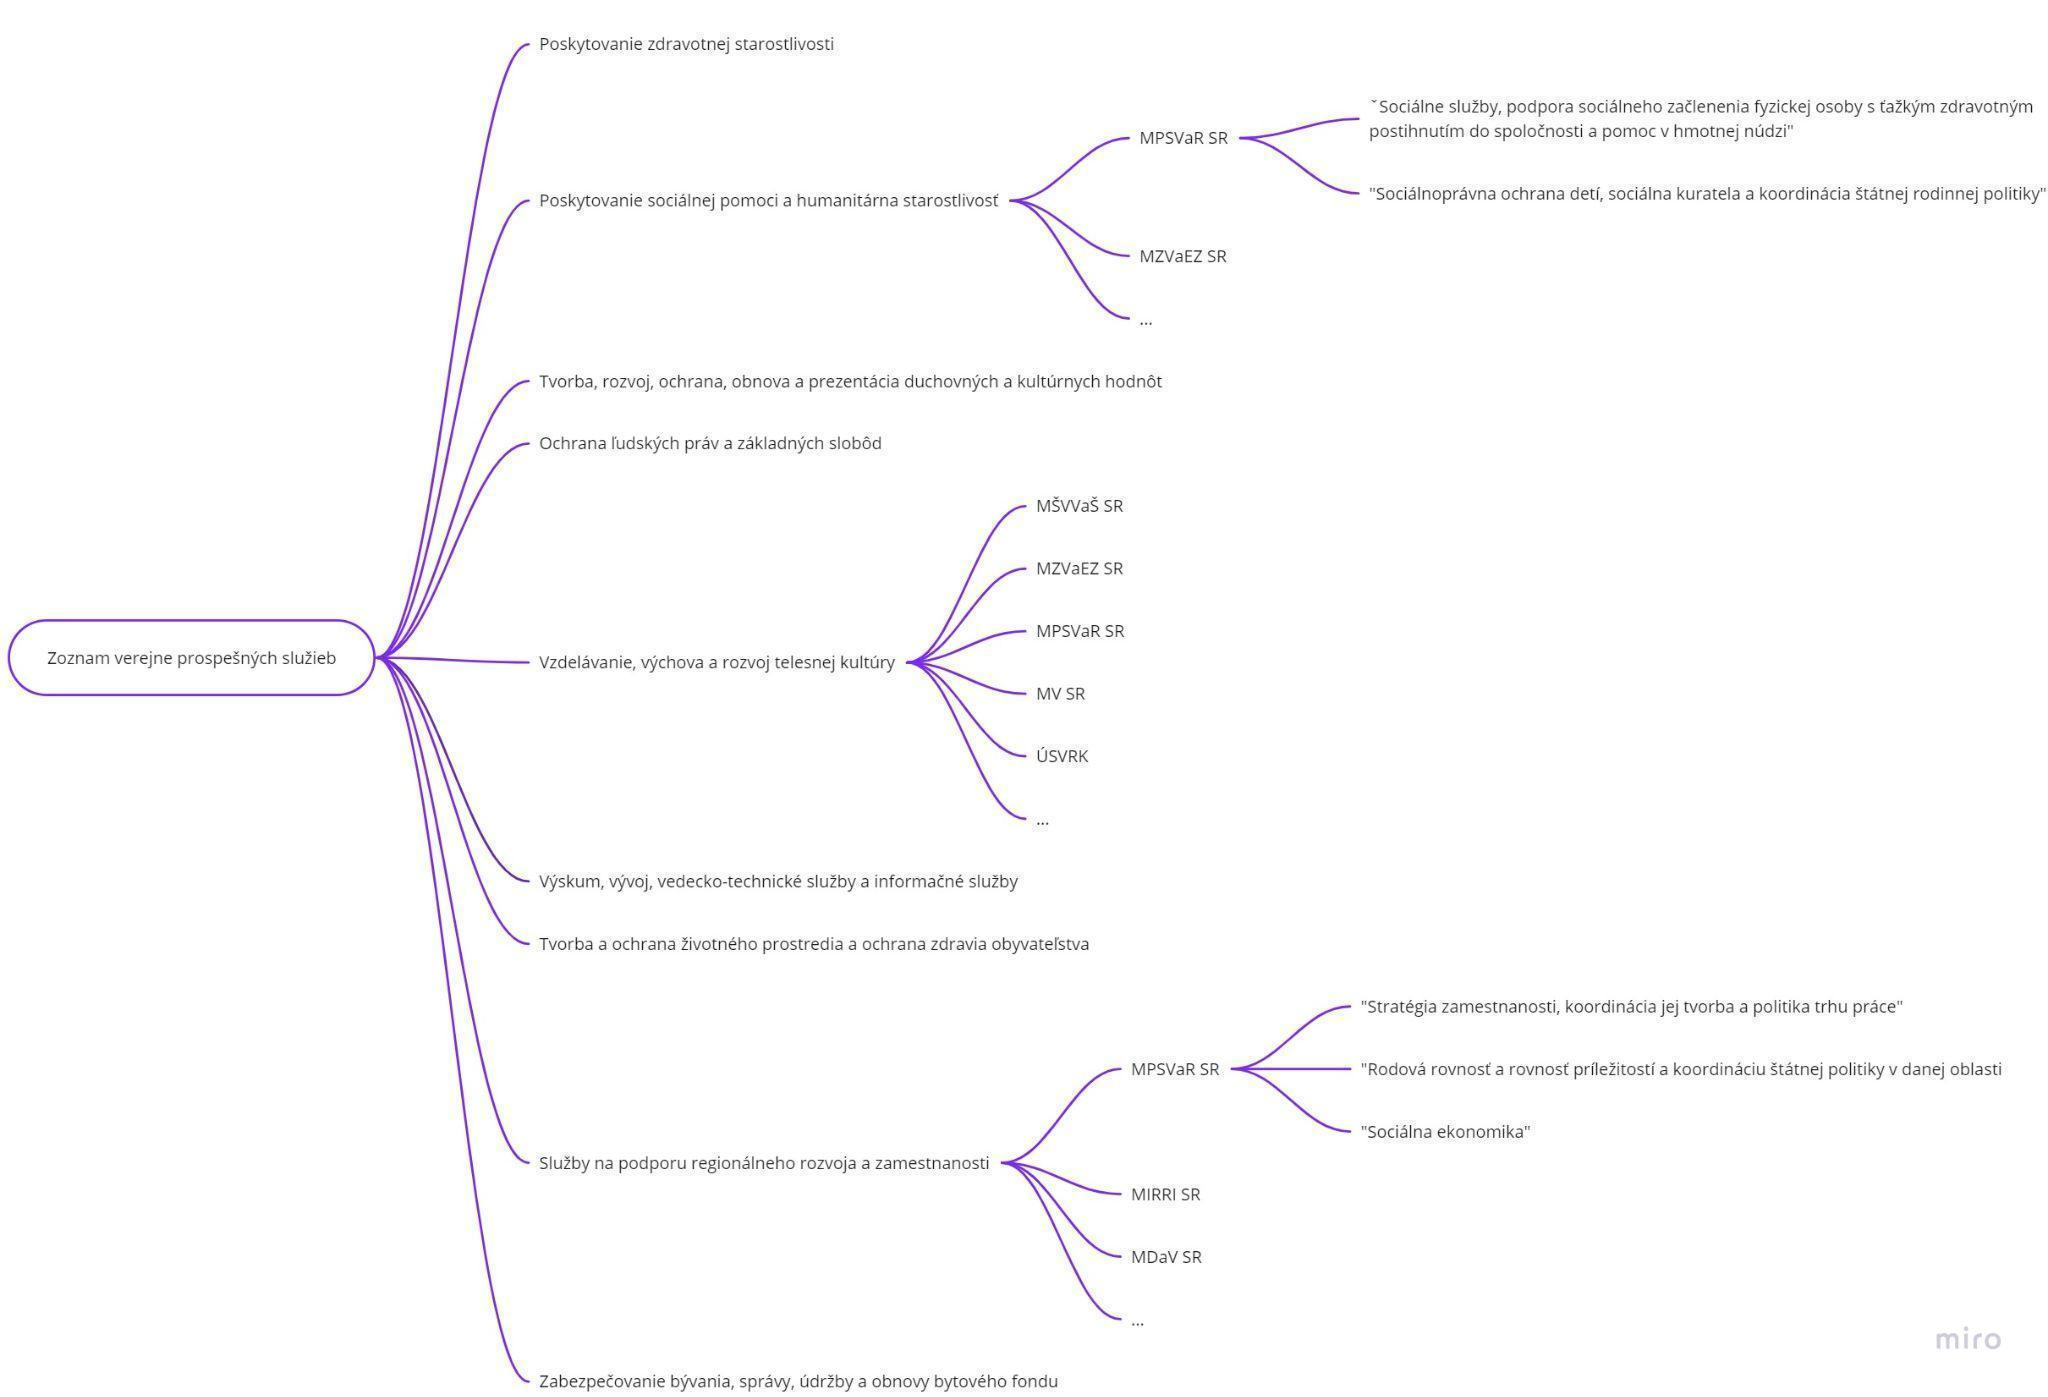 Zoznam verejne prospešných služieb
Poskytovanie zdravotnej starostlivosti
Poskytovanie sociálnej pomoci a humanitárna starostlivosť
MPSVaR SR
ˇSociálne služby, podpora sociálneho začlenenia fyzickej osoby s ťažkým zdravotným
postihnutím do spoločnosti a pomoc v hmotnej núdzi"
"Sociálnoprávna ochrana detí, sociálna kuratela a koordinácia štátnej rodinnej politiky"
MZVaEZ SR
...
Tvorba, rozvoj, ochrana, obnova a prezentácia duchovných a kultúrnych hodnôt
Ochrana ľudských práv a základných slobôd
Vzdelávanie, výchova a rozvoj telesnej kultúry
MŠVVaŠ SR
MZVaEZ SR
MPSVaR SR
MV SR
ÚSVRK
...
Výskum, vývoj, vedecko-technické služby a informačné služby
Tvorba a ochrana životného prostredia a ochrana zdravia obyvateľstva
Služby na podporu regionálneho rozvoja a zamestnanosti
MPSVaR SR
"Stratégia zamestnanosti, koordinácia jej tvorba a politika trhu práce"
"Rodová rovnosť a rovnosť príležitostí a koordináciu štátnej politiky v danej oblasti
"Sociálna ekonomika"
MIRRI SR
MDaV SR
...
Zabezpečovanie bývania, správy, údržby a obnovy bytového fondu
miro